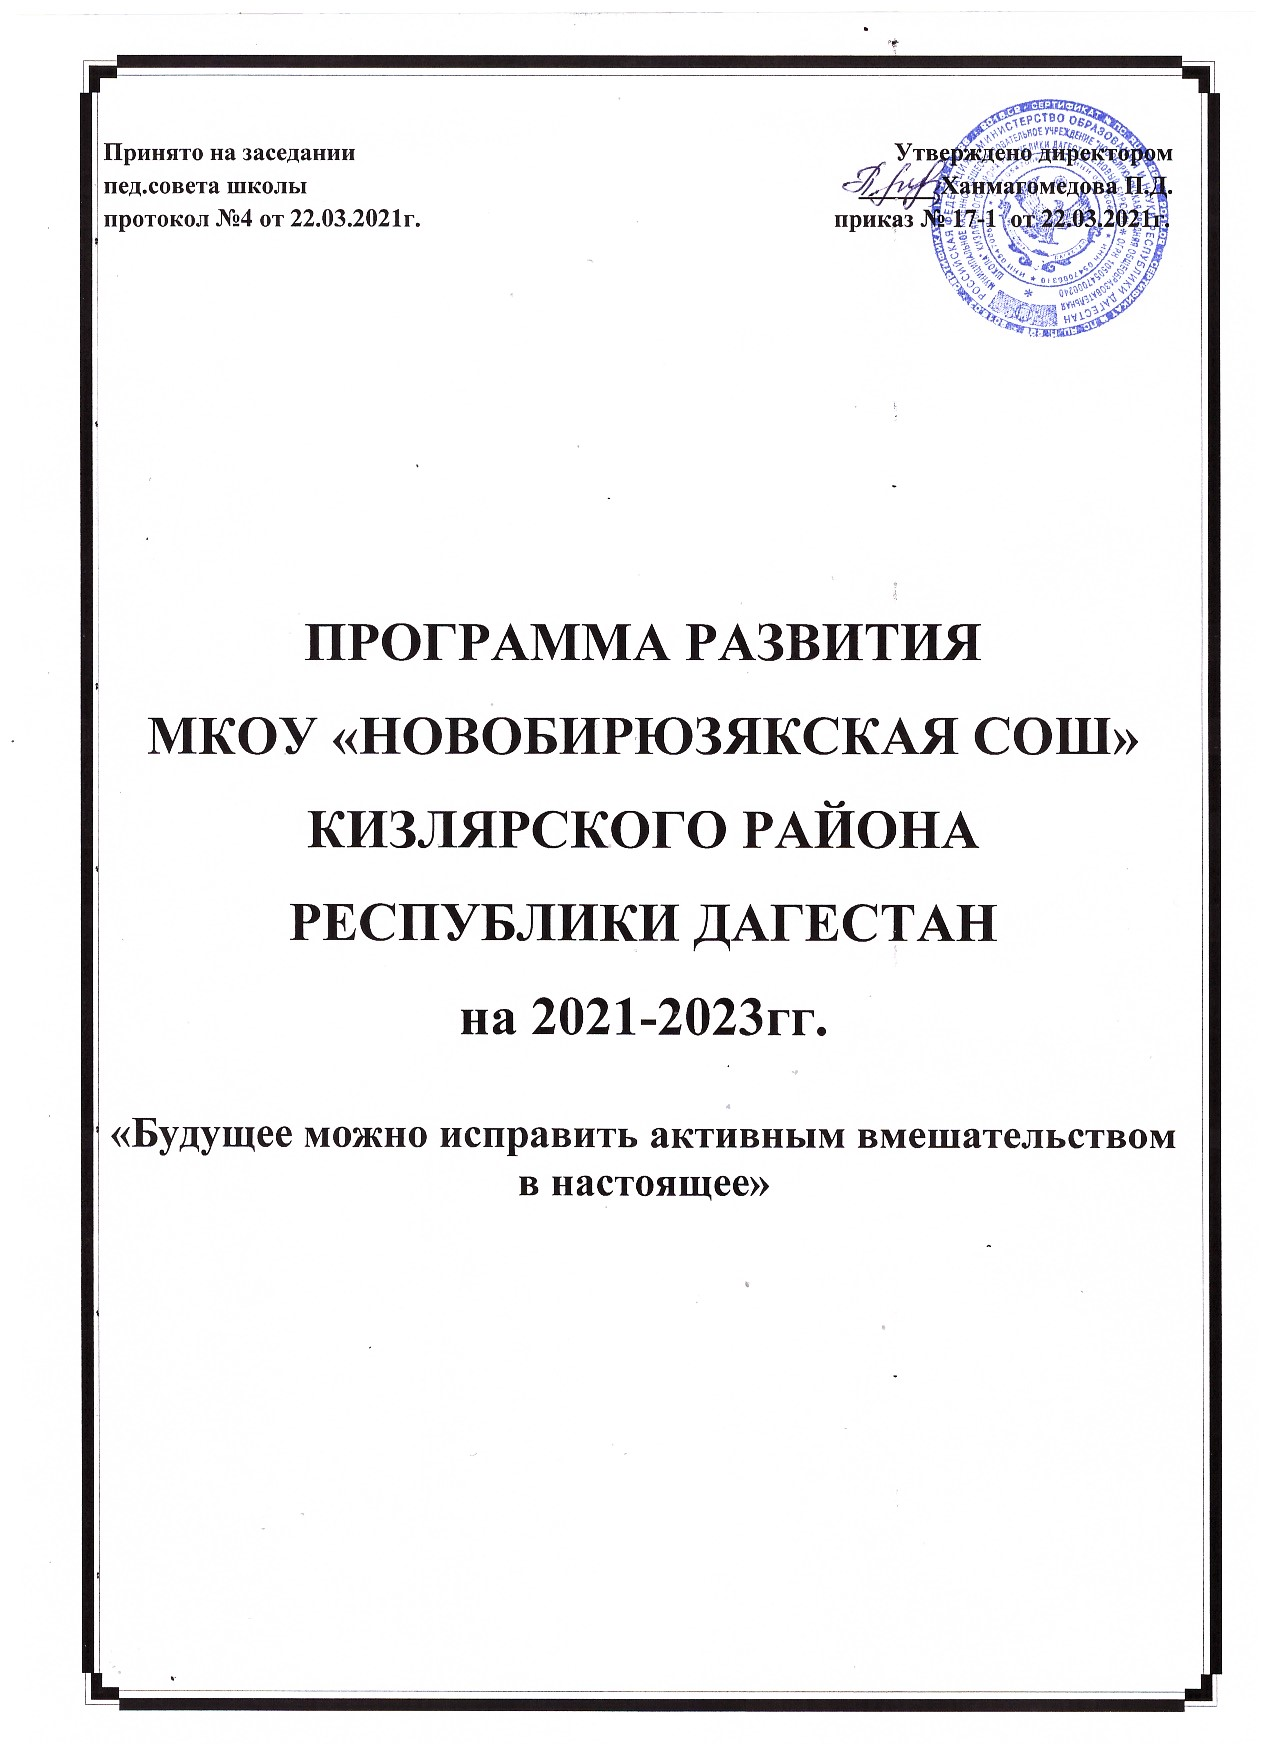 Принято на заседании
пед.совета школы
протокол №4 от 22.03.2021г.
Утверждено директором
Ханмагомедова П.Д.
приказ № 17-1 от 22.03.2021г.
ПРОГРАММА РАЗВИТИЯ
МКОУ «НОВОБИРЮЗЯКСКАЯ СОШ»
КИЗЛЯРСКОГО РАЙОНА
РЕСПУБЛИКИ ДАГЕСТАН
на 2021-2023гг.
«Будущее можно исправить активным вмешательством
в настоящее»